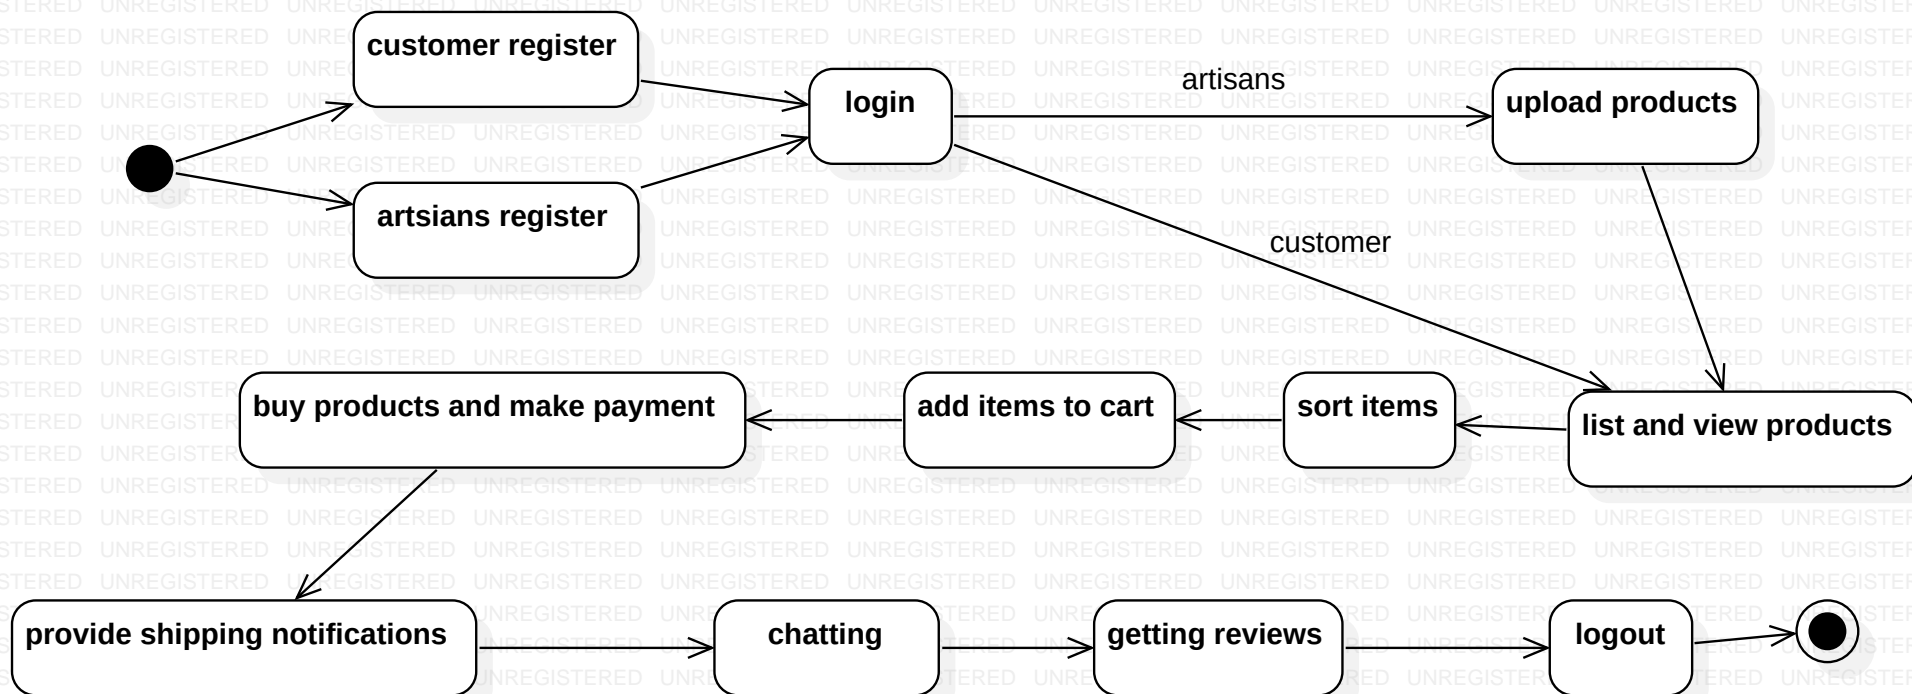 customer register
artisans
login
upload products
artsians register
customer
buy products and make payment
add items to cart
sort items
list and view products
provide shipping notifications
chatting
getting reviews
logout
UNREGISTERED